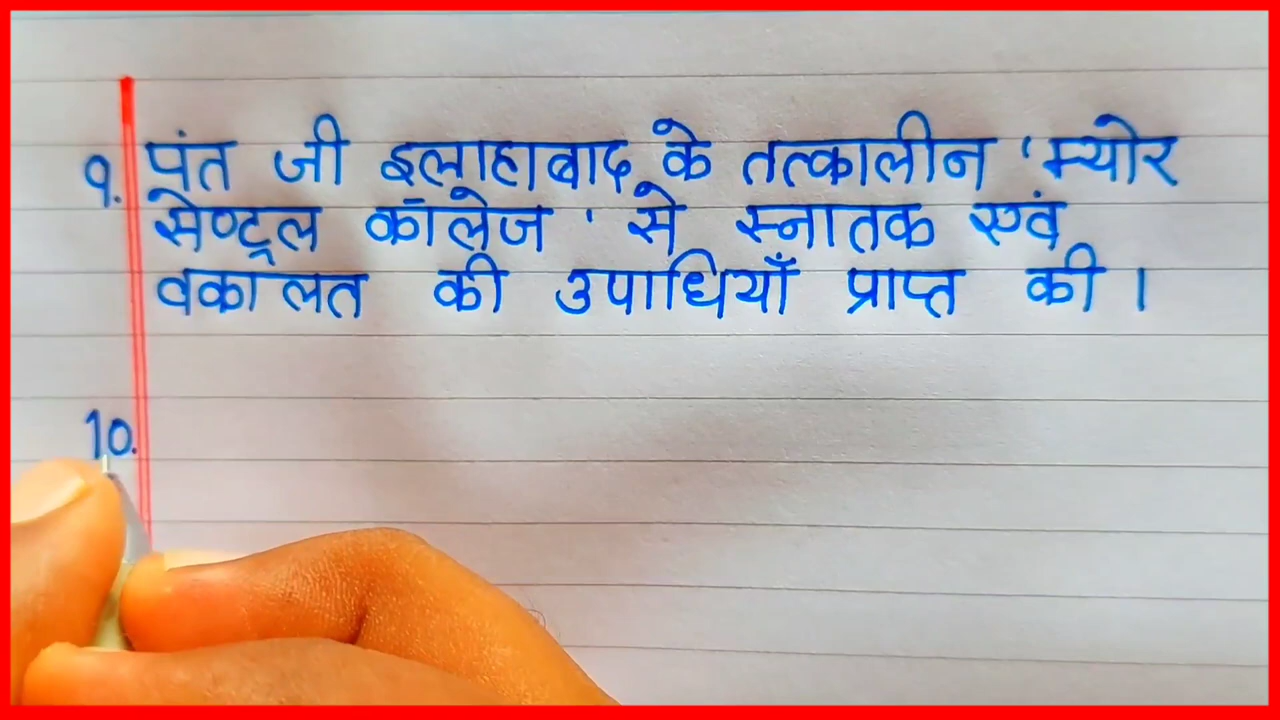 9. पंत जी इलाहाबाद के तत्कालीन 'म्योर
सेण्ट्रल कॉलेज' से स्नातक एवं
वकालत की उपाधियाँ प्राप्त की।
10.